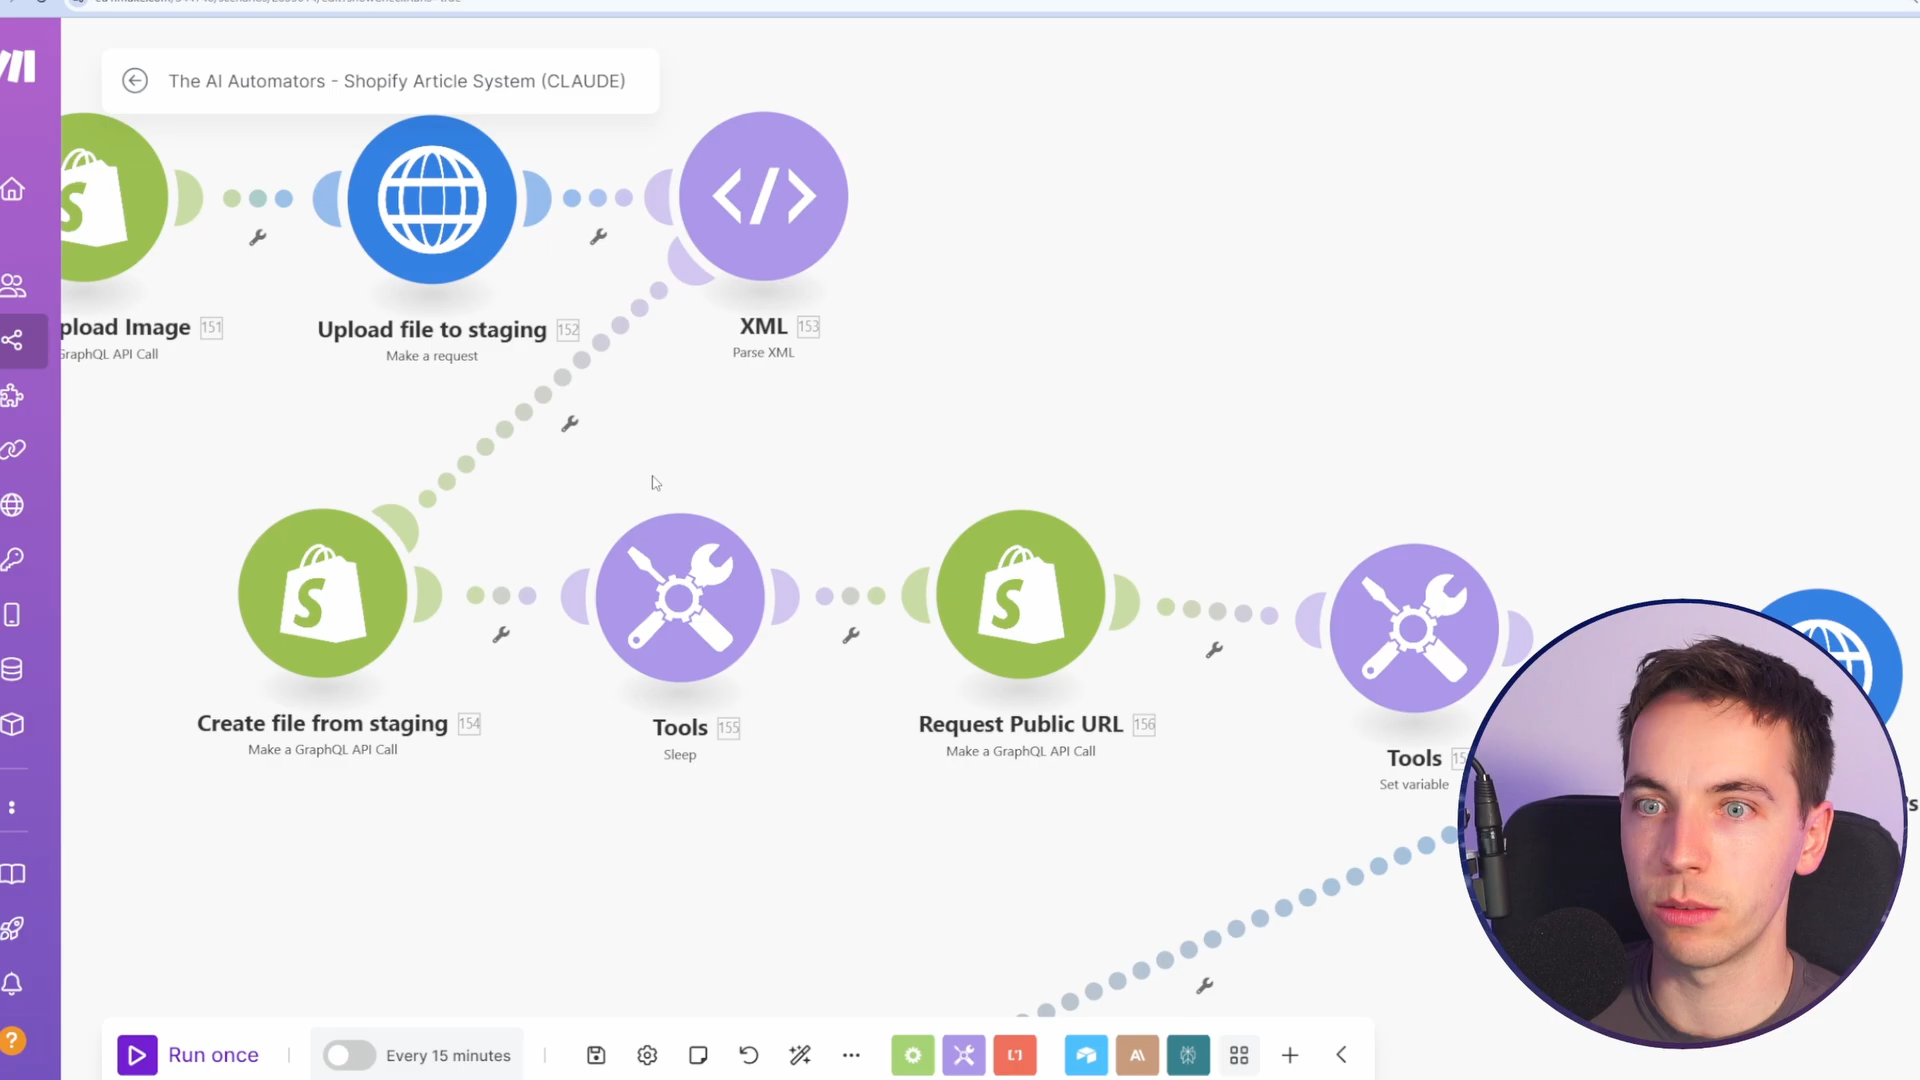 The AI Automators - Shopify Article System (CLAUDE)
pload Image 151
GraphQL API Call
Upload file to staging 152
Make a request
XML 153
Parse XML
Create file from staging 154
Make a GraphQL API Call
Tools 155
Sleep
Request Public URL 156
Make a GraphQL API Call
Tools 15
Set variable
's
Run once
Every 15 minutes